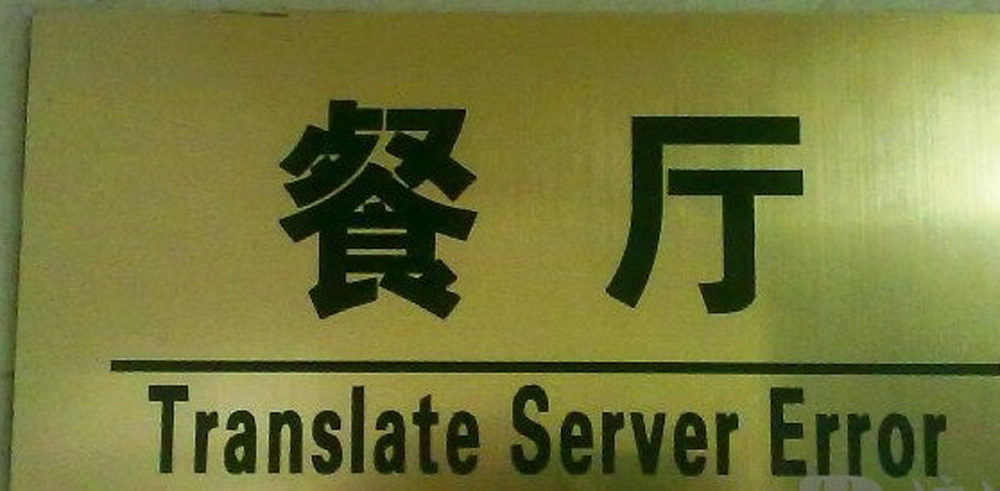 餐厅
Translate Server Error